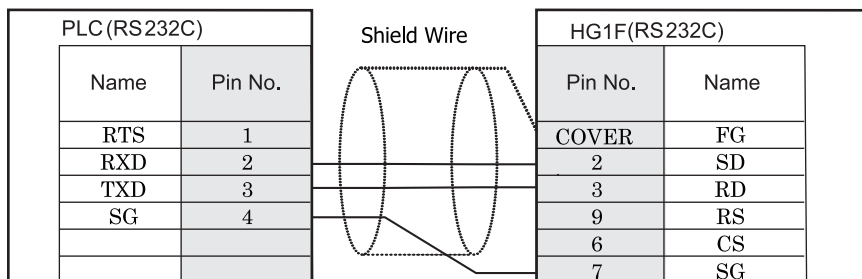 PLC(RS232C) Shield Wire HG1F(RS232C)
Name Pin No. Pin No. Name
RTS 1 COVER FG
RXD 2 2 SD
TXD 3 3 RD
SG 4 9 RS
6 CS
7 SG